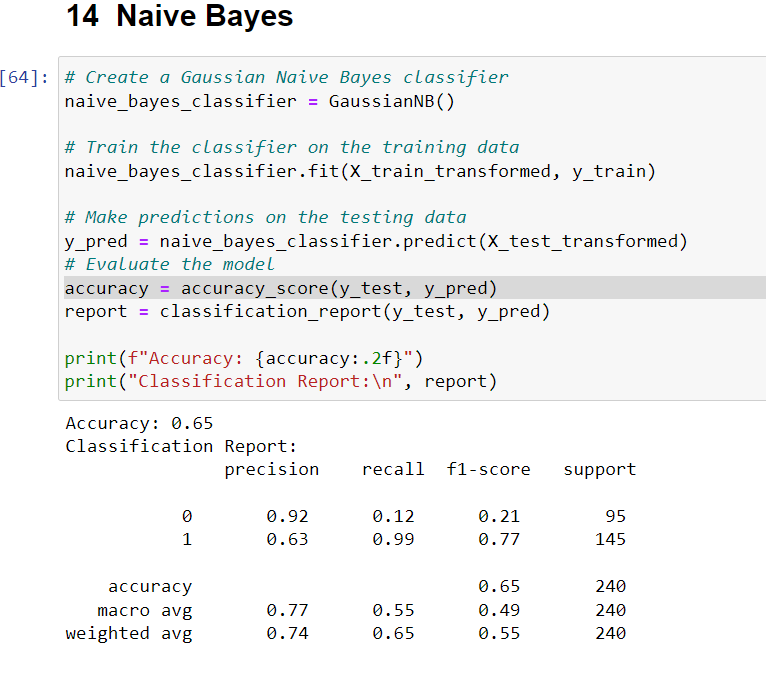 14 Naive Bayes
[64]: # Create a Gaussian Naive Bayes classifier
naive_bayes_classifier = GaussianNB()
# Train the classifier on the training data
naive_bayes_classifier.fit(X_train_transformed, y_train)
# Make predictions on the testing data
y_pred = naive_bayes_classifier.predict(X_test_transformed)
# Evaluate the model
accuracy = accuracy_score(y_test, y_pred)
report = classification_report(y_test, y_pred)
print(f"Accuracy: {accuracy:.2f}")
print("Classification Report:\n", report)
Accuracy: 0.65
Classification Report:
precision recall f1-score support
0 0.92 0.12 0.21 95
1 0.63 0.99 0.77 145
accuracy 0.65 240
macro avg 0.77 0.55 0.49 240
weighted avg 0.74 0.65 0.55 240